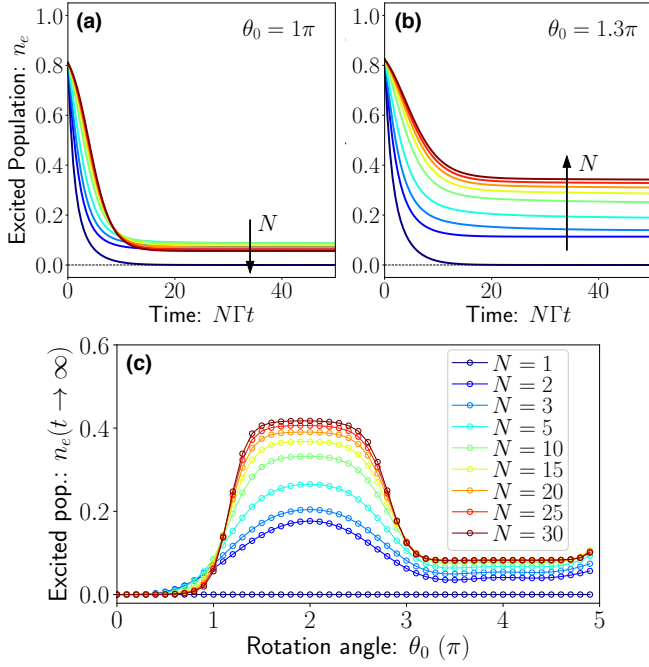 (a)
θ₀ = 1π
(b)
θ₀ = 1.3π
Excited Population: nₑ
1.0
0.8
0.6
0.4
0.2
0.0
N
N
0 20 40
0 20 40
Time: NΓt
Time: NΓt
(c)
Excited pop.: nₑ(t → ∞)
0.6
0.4
0.2
0.0
N = 1
N = 2
N = 3
N = 5
N = 10
N = 15
N = 20
N = 25
N = 30
0 1 2 3 4 5
Rotation angle: θ₀ (π)